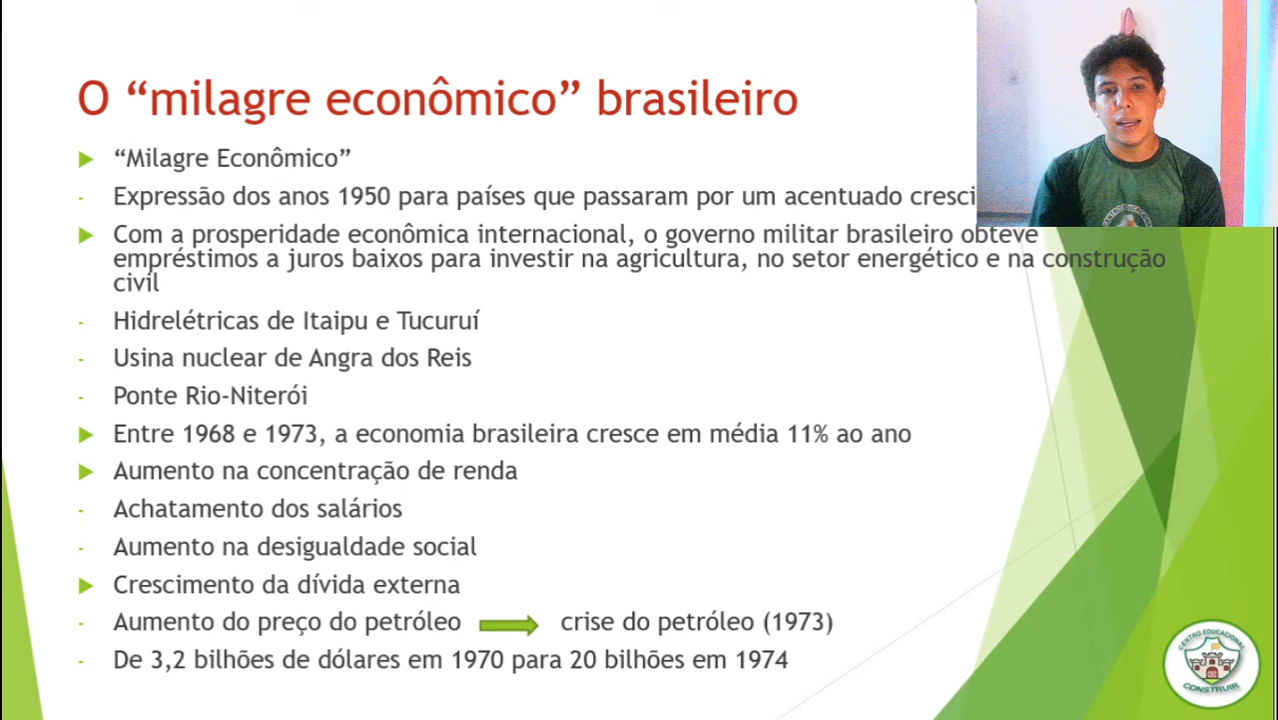 O “milagre econômico” brasileiro
“Milagre Econômico”
- Expressão dos anos 1950 para países que passaram por um acentuado cresci
Com a prosperidade econômica internacional, o governo militar brasileiro obteve
empréstimos a juros baixos para investir na agricultura, no setor energético e na construção
civil
- Hidrelétricas de Itaipu e Tucuruí
- Usina nuclear de Angra dos Reis
- Ponte Rio-Niterói
Entre 1968 e 1973, a economia brasileira cresce em média 11% ao ano
Aumento na concentração de renda
- Achatamento dos salários
- Aumento na desigualdade social
Crescimento da dívida externa
- Aumento do preço do petróleo crise do petróleo (1973)
- De 3,2 bilhões de dólares em 1970 para 20 bilhões em 1974
CENTRO EDUCACIONAL
CEC
CONSTRUIR